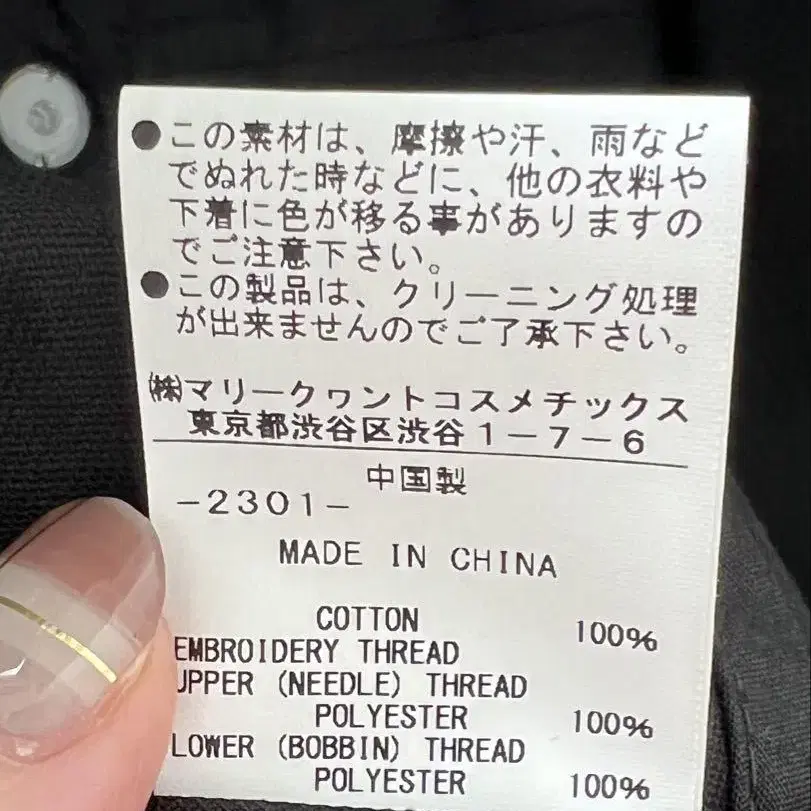 ●この素材は、摩擦や汗、雨など
でぬれた時などに、他の衣料や
下着に色が移る事がありますの
でご注意下さい。
●この製品は、クリーニング処理
が出来ませんのでご了承下さい。
㈱マリークヮントコスメチックス
東京都渋谷区渋谷1-7-6
中国製
-2301-
MADE IN CHINA
COTTON 100%
EMBROIDERY THREAD
UPPER (NEEDLE) THREAD
POLYESTER 100%
LOWER (BOBBIN) THREAD
POLYESTER 100%